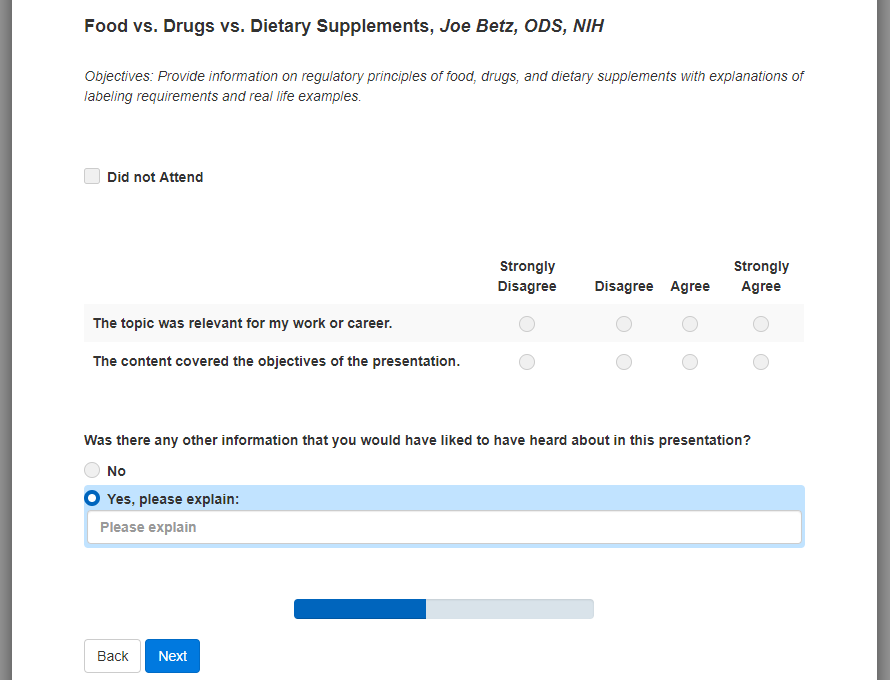 Food vs. Drugs vs. Dietary Supplements, Joe Betz, ODS, NIH
Objectives: Provide information on regulatory principles of food, drugs, and dietary supplements with explanations of
labeling requirements and real life examples.
Did not Attend
Strongly
Disagree
Disagree
Agree
Strongly
Agree
The topic was relevant for my work or career.
The content covered the objectives of the presentation.
Was there any other information that you would have liked to have heard about in this presentation?
No
Yes, please explain:
Please explain
Back
Next